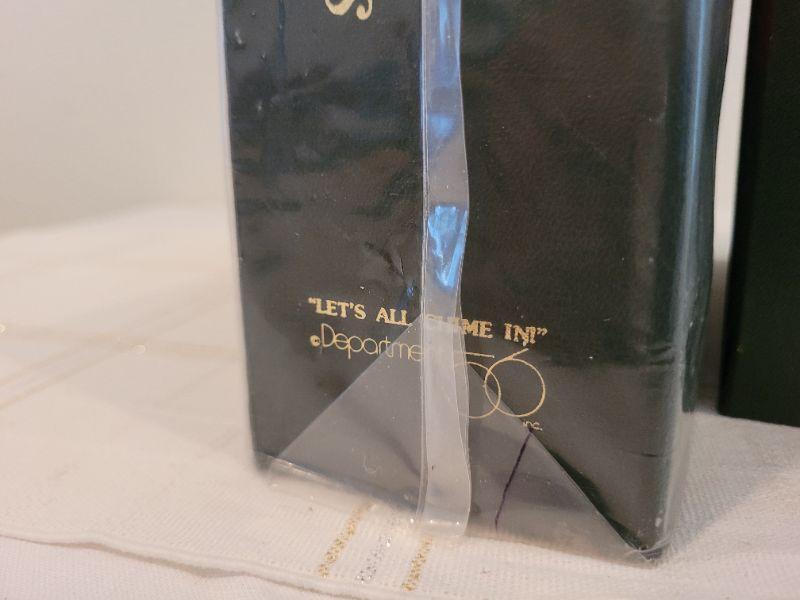 S
"LET'S ALL CHIME IN!"
©Department 56
INC.